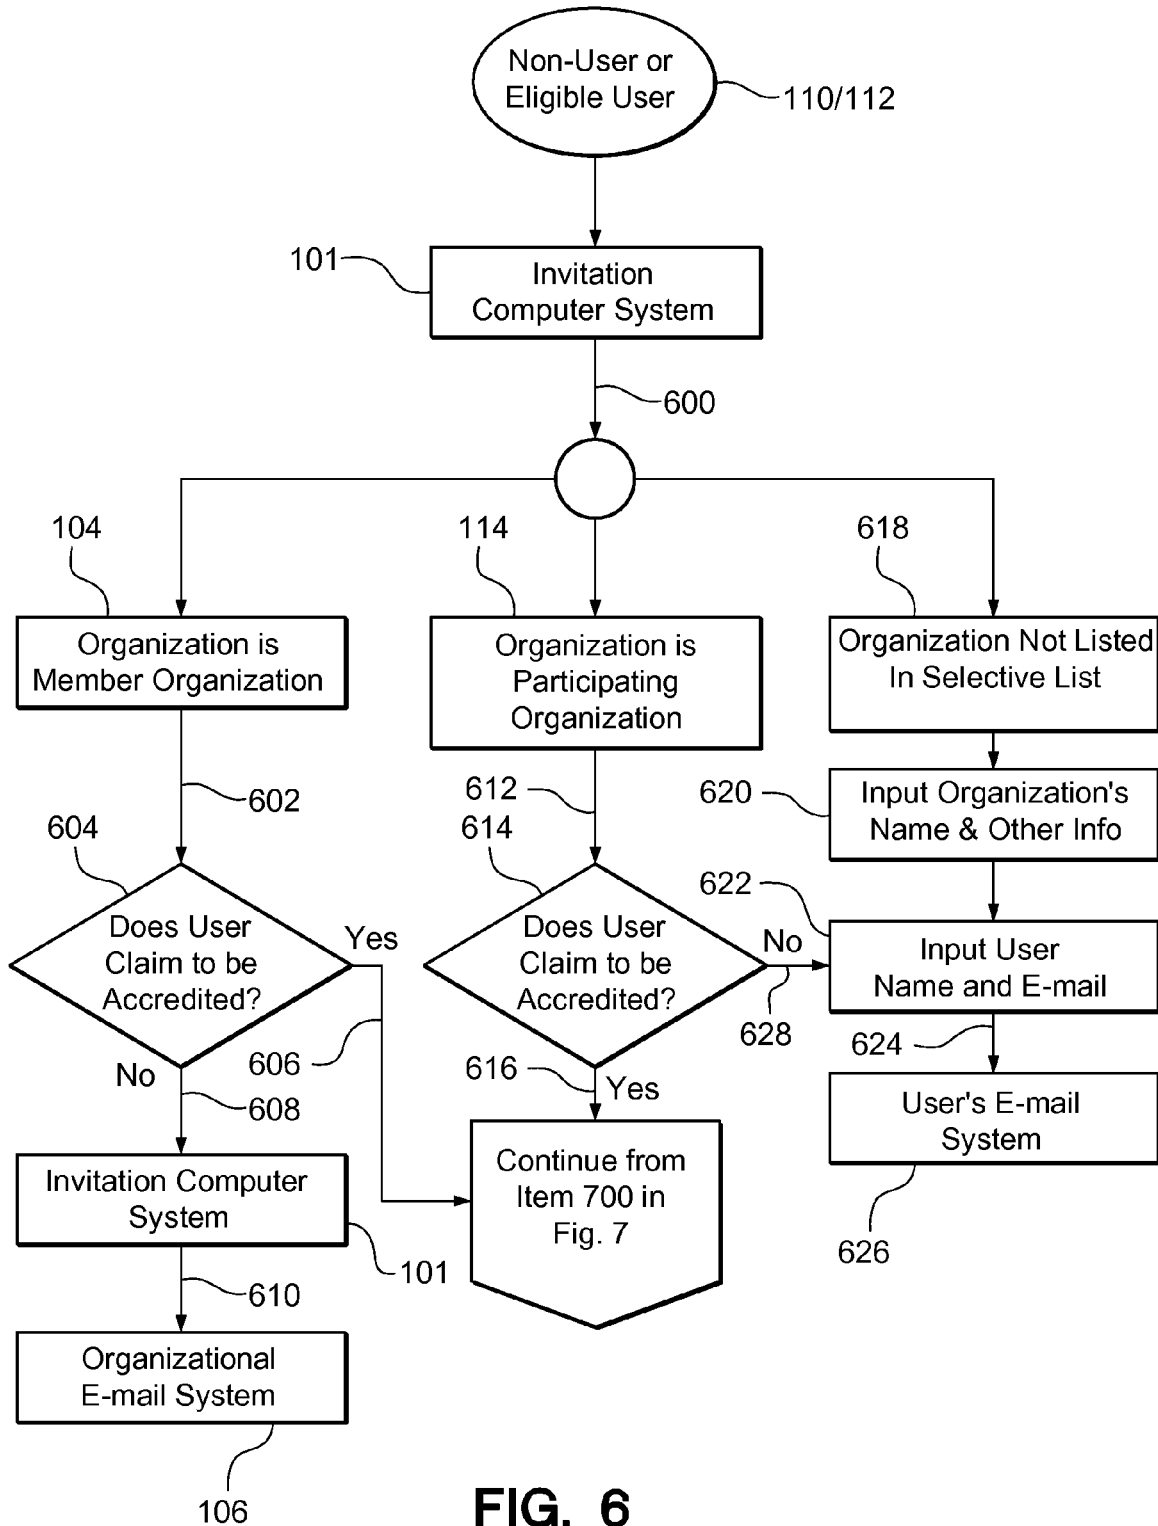 Non-User or
Eligible User
110/112
101
Invitation
Computer System
600
104
114
618
Organization is
Member Organization
Organization is
Participating
Organization
Organization Not Listed
In Selective List
602
612
620
Input Organization's
Name & Other Info
604
614
622
Does User
Claim to be
Accredited?
Yes
Does User
Claim to be
Accredited?
No
Input User
Name and E-mail
628
624
606
No
608
616
Yes
User's E-mail
System
626
Invitation Computer
System
101
Continue from
Item 700 in
Fig. 7
610
Organizational
E-mail System
106
FIG. 6